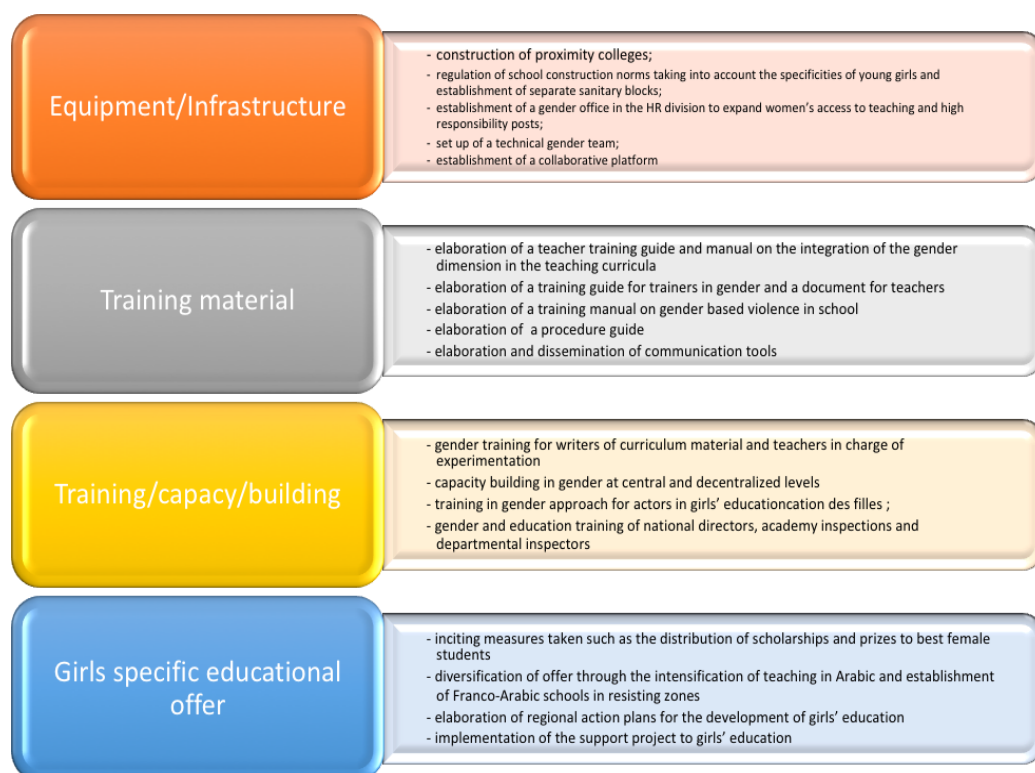 Equipment/Infrastructure
- construction of proximity colleges;
- regulation of school construction norms taking into account the specificities of young girls and
establishment of separate sanitary blocks;
- establishment of a gender office in the HR division to expand women's access to teaching and high
responsibility posts;
- set up of a technical gender team;
- establishment of a collaborative platform
Training material
- elaboration of a teacher training guide and manual on the integration of the gender
dimension in the teaching curricula
- elaboration of a training guide for trainers in gender and a document for teachers
- elaboration of a training manual on gender based violence in school
- elaboration of  a procedure guide
- elaboration and dissemination of communication tools
Training/capacy/building
- gender training for writers of curriculum material and teachers in charge of
experimentation
- capacity building in gender at central and decentralized levels
- training in gender approach for actors in girls' educationcation des filles ;
- gender and education training of national directors, academy inspections and
departmental inspectors
Girls specific educational
offer
- inciting measures taken such as the distribution of scholarships and prizes to best female
students
- diversification of offer through the intensification of teaching in Arabic and establishment
of Franco-Arabic schools in resisting zones
- elaboration of regional action plans for the development of girls' education
- implementation of the support project to girls' education